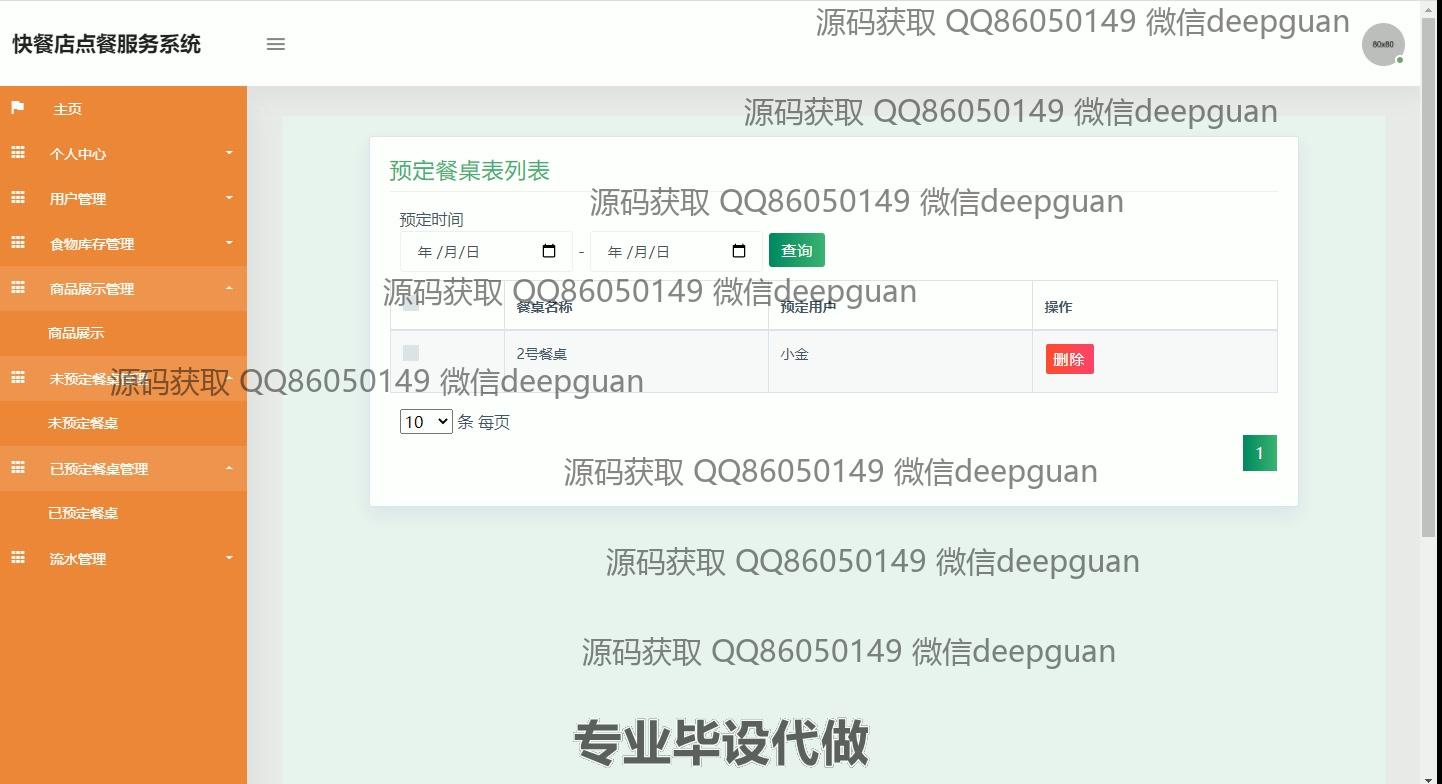 源码获取 QQ86050149 微信deepguan
快餐店点餐服务系统
60x60
主页
源码获取 QQ86050149 微信deepguan
个人中心
预定餐桌表列表
用户管理
源码获取 QQ86050149 微信deepguan
预定时间
食物库存管理
年/月/日 - 年/月/日 查询
商品展示管理
源码获取 QQ86050149 微信deepguan
餐桌名称 预定用户 操作
商品展示
2号餐桌 小金 删除
未预定餐桌管理
源码获取 QQ86050149 微信deepguan
未预定餐桌
10 条 每页
1
已预定餐桌管理
源码获取 QQ86050149 微信deepguan
已预定餐桌
流水管理
源码获取 QQ86050149 微信deepguan
源码获取 QQ86050149 微信deepguan
专业毕设代做